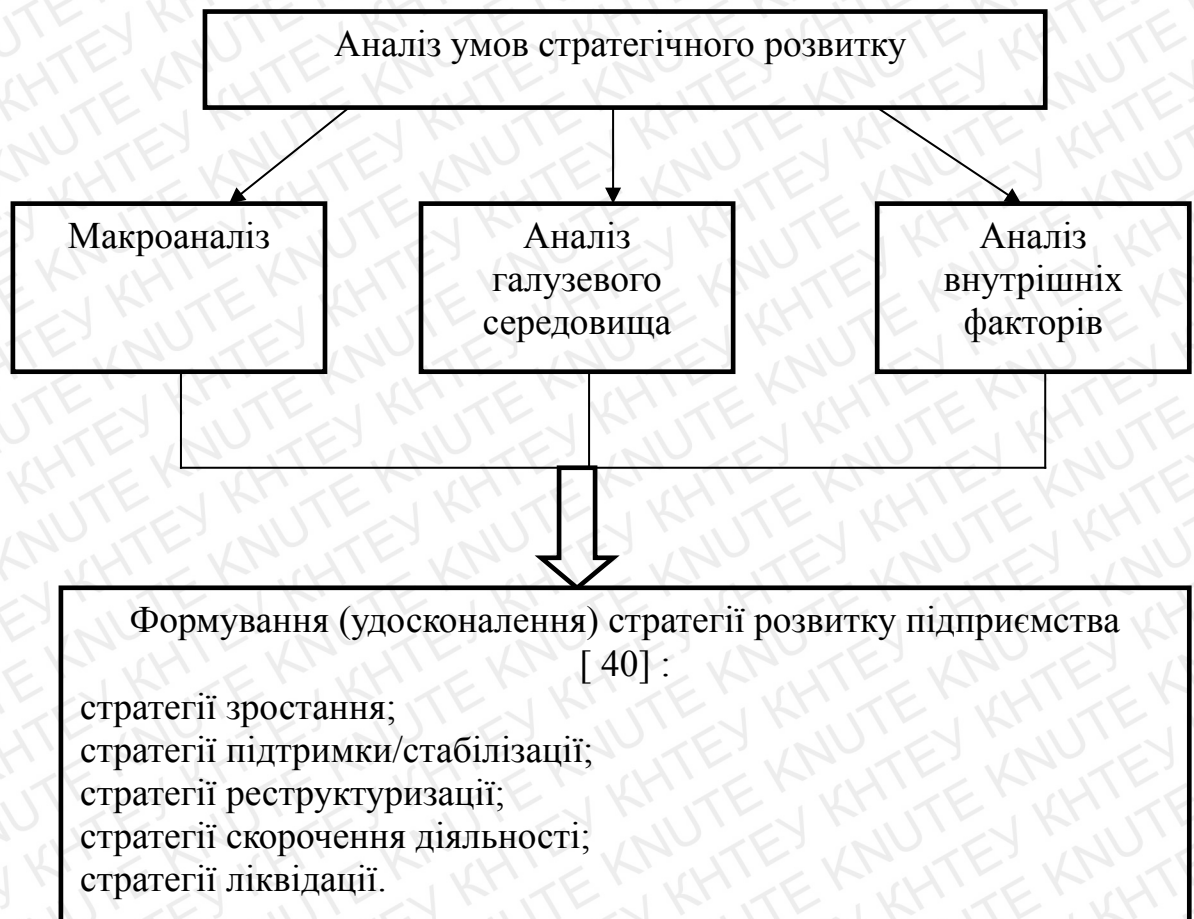 Аналіз умов стратегічного розвитку
Макроаналіз
Аналіз
галузевого
середовища
Аналіз
внутрішніх
факторів
Формування (удосконалення) стратегії розвитку підприємства
[ 40] :
стратегії зростання;
стратегії підтримки/стабілізації;
стратегії реструктуризації;
стратегії скорочення діяльності;
стратегії ліквідації.